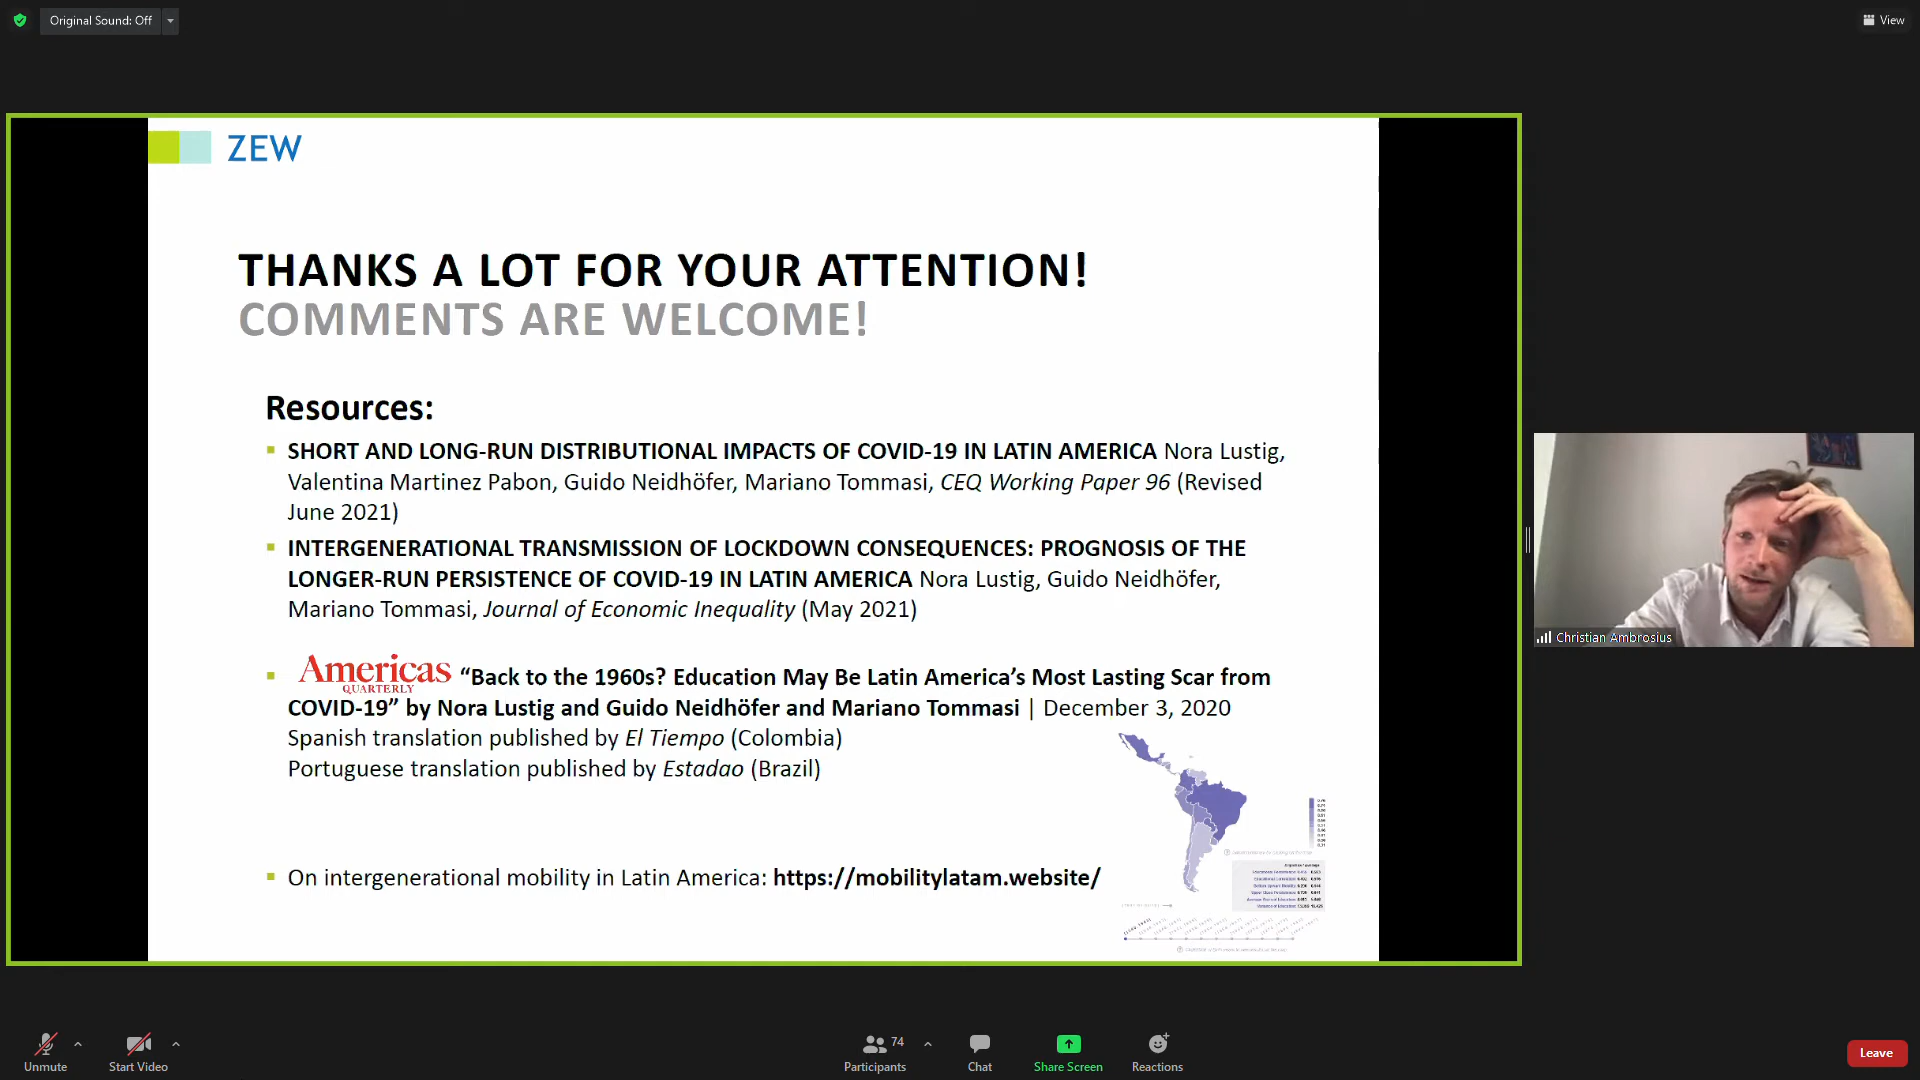 Original Sound: Off
View
ZEW
THANKS A LOT FOR YOUR ATTENTION!
COMMENTS ARE WELCOME!
Resources:
SHORT AND LONG-RUN DISTRIBUTIONAL IMPACTS OF COVID-19 IN LATIN AMERICA Nora Lustig,
Valentina Martinez Pabon, Guido Neidhöfer, Mariano Tommasi, CEQ Working Paper 96 (Revised
June 2021)
INTERGENERATIONAL TRANSMISSION OF LOCKDOWN CONSEQUENCES: PROGNOSIS OF THE
LONGER-RUN PERSISTENCE OF COVID-19 IN LATIN AMERICA Nora Lustig, Guido Neidhöfer,
Mariano Tommasi, Journal of Economic Inequality (May 2021)
Americas
QUARTERLY
“Back to the 1960s? Education May Be Latin America’s Most Lasting Scar from
COVID-19” by Nora Lustig and Guido Neidhöfer and Mariano Tommasi | December 3, 2020
Spanish translation published by El Tiempo (Colombia)
Portuguese translation published by Estadao (Brazil)
On intergenerational mobility in Latin America: https://mobilitylatam.website/
Christian Ambrosius
Unmute
Start Video
74
Participants
Chat
Share Screen
Reactions
Leave